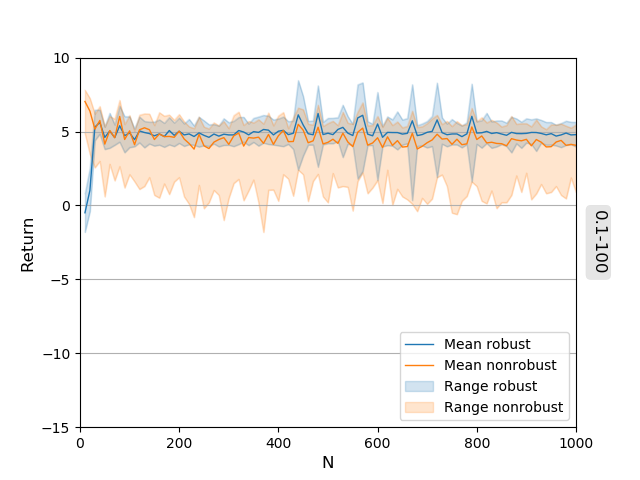 10
5
0
−5
−10
−15
Return
0
200
400
600
800
1000
N
0.1-100
Mean robust
Mean nonrobust
Range robust
Range nonrobust